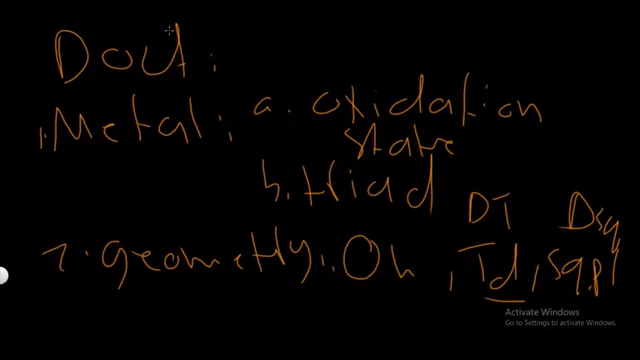 Dout:
1. Metal: a. oxidation
state
b. triad
DT Dsq
2. geometry: Oh, Td, sq.pl
Activate Windows
Go to Settings to activate Windows.